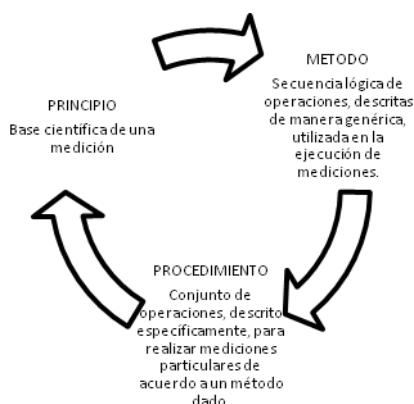 PRINCIPIO
Base científica de una
medición
METODO
Secuencia lógica de
operaciones, descritas
de manera genérica,
utilizada en la
ejecución de
mediciones.
PROCEDIMIENTO
Conjunto de
operaciones, descrito
específicamente, para
realizar mediciones
particulares de
acuerdo a un método
dado